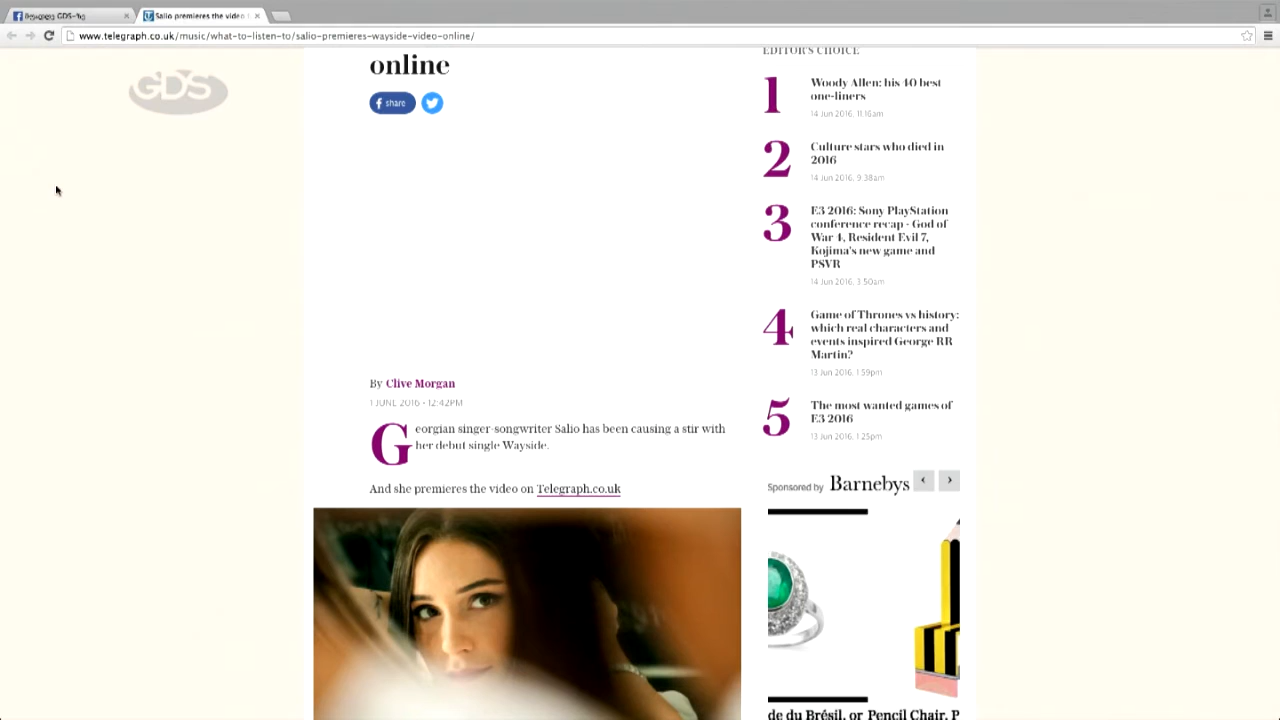 Salio premieres the video
www.telegraph.co.uk/music/what-to-listen-to/salio-premieres-wayside-video-online/
GDS
online
share
By Clive Morgan
1 JUNE 2016 • 12:42PM
Georgian singer-songwriter Salio has been causing a stir with
her debut single Wayside.
And she premieres the video on Telegraph.co.uk
EDITOR'S CHOICE
1
Woody Allen: his 40 best
one-liners
14 Jun 2016, 11:16am
2
Culture stars who died in
2016
14 Jun 2016, 9:38am
3
E3 2016: Sony PlayStation
conference recap - God of
War 4, Resident Evil 7,
Kojima's new game and
PSVR
14 Jun 2016, 3:50am
4
Game of Thrones vs history:
which real characters and
events inspired George RR
Martin?
13 Jun 2016, 1:59pm
5
The most wanted games of
E3 2016
13 Jun 2016, 1:25pm
Sponsored by Barnebys
de du Brésil, or Pencil Chair, P